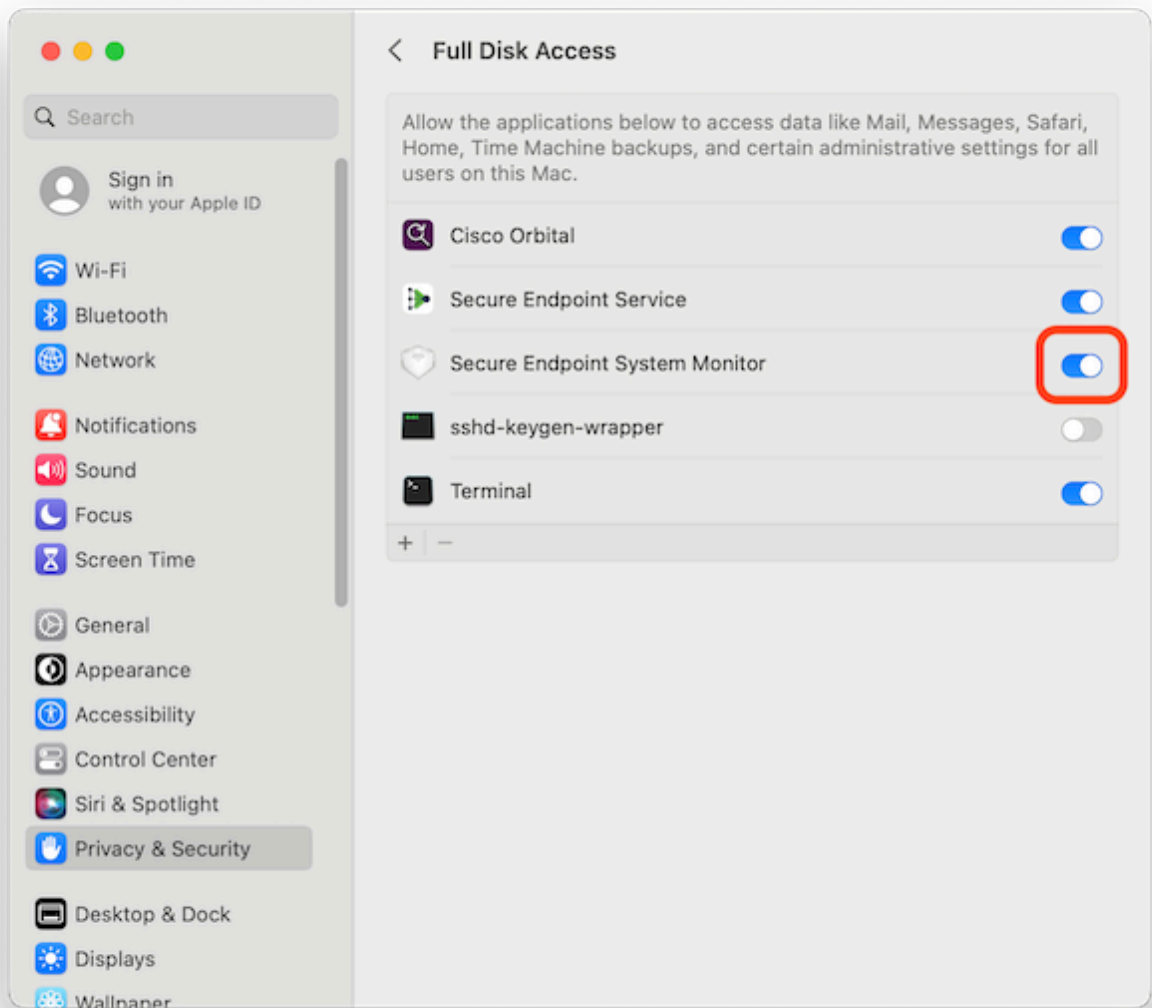 Search
Sign in
with your Apple ID
Wi-Fi
Bluetooth
Network
Notifications
Sound
Focus
Screen Time
General
Appearance
Accessibility
Control Center
Siri & Spotlight
Privacy & Security
Desktop & Dock
Displays
Wallpaper
Full Disk Access
Allow the applications below to access data like Mail, Messages, Safari,
Home, Time Machine backups, and certain administrative settings for all
users on this Mac.
Cisco Orbital
Secure Endpoint Service
Secure Endpoint System Monitor
sshd-keygen-wrapper
Terminal